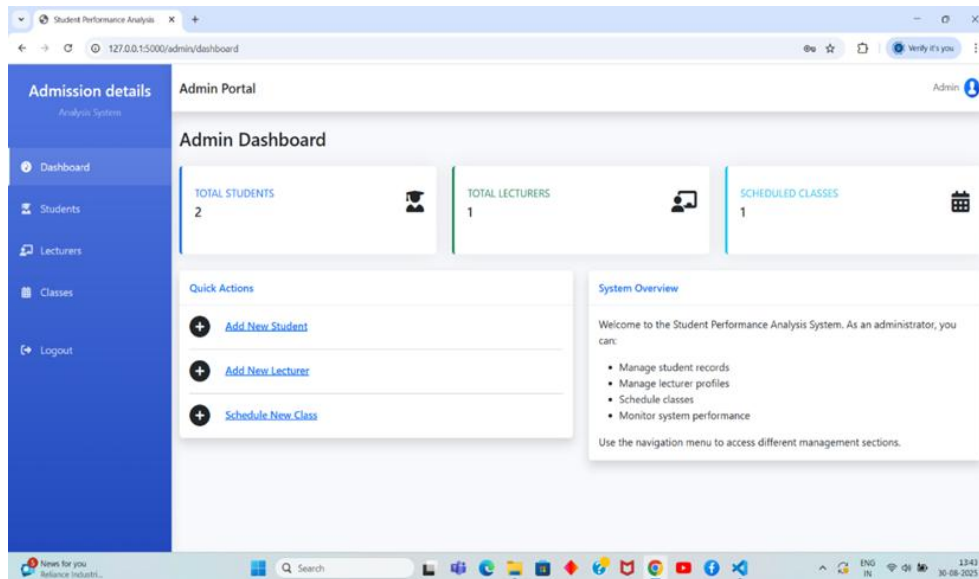 Student Performance Analysis
127.0.0.1:5000/admin/dashboard
Verify it's you
Admission details
Analysis System
Admin Portal
Admin
Dashboard
Students
Lecturers
Classes
Logout
Admin Dashboard
TOTAL STUDENTS
2
TOTAL LECTURERS
1
SCHEDULED CLASSES
1
Quick Actions
Add New Student
Add New Lecturer
Schedule New Class
System Overview
Welcome to the Student Performance Analysis System. As an administrator, you
can:
• Manage student records
• Manage lecturer profiles
• Schedule classes
• Monitor system performance
Use the navigation menu to access different management sections.
News for you
Reliance Industri...
Search
ENG
IN
13:43
30-08-2025